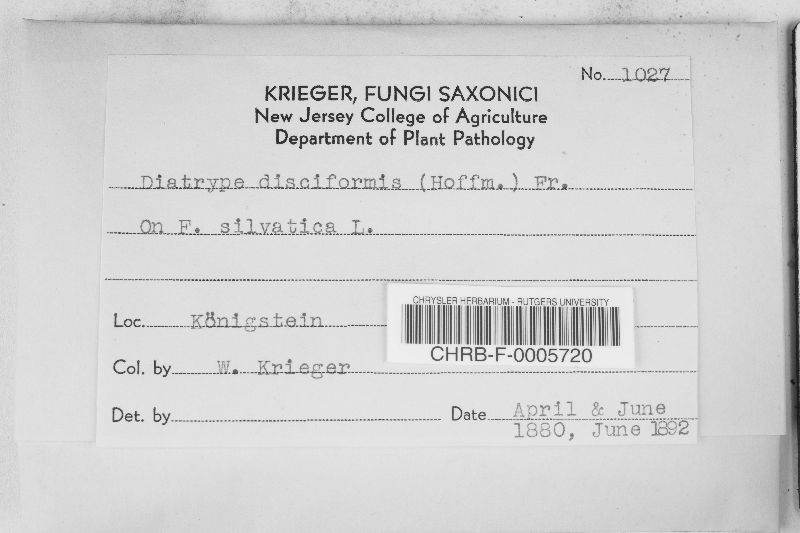 No. 1027
KRIEGER, FUNGI SAXONICI
New Jersey College of Agriculture
Department of Plant Pathology
Diatrype disciformis (Hoffm.) Fr.
On F. silvatica L.
Loc. Königstein
CHRYSLER HERBARIUM - RUTGERS UNIVERSITY
CHRB-F-0005720
Col. by W. Krieger
Det. by
Date April & June
1880, June 1892